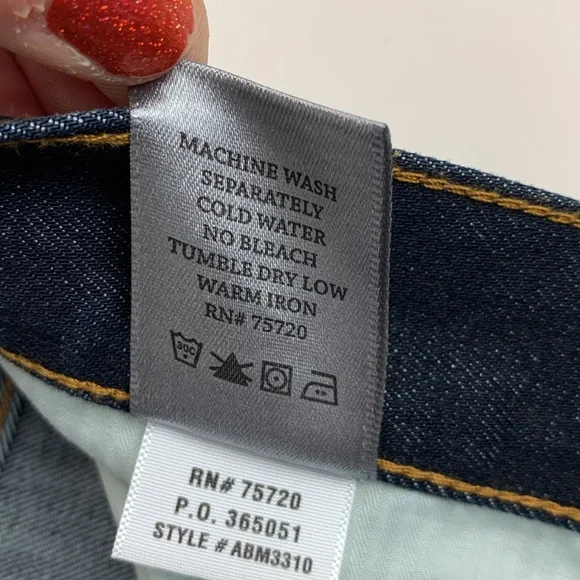 MACHINE WASH
SEPARATELY
COLD WATER
NO BLEACH
TUMBLE DRY LOW
WARM IRON
RN# 75720
30C
RN# 75720
P.O. 365051
STYLE # ABM3310